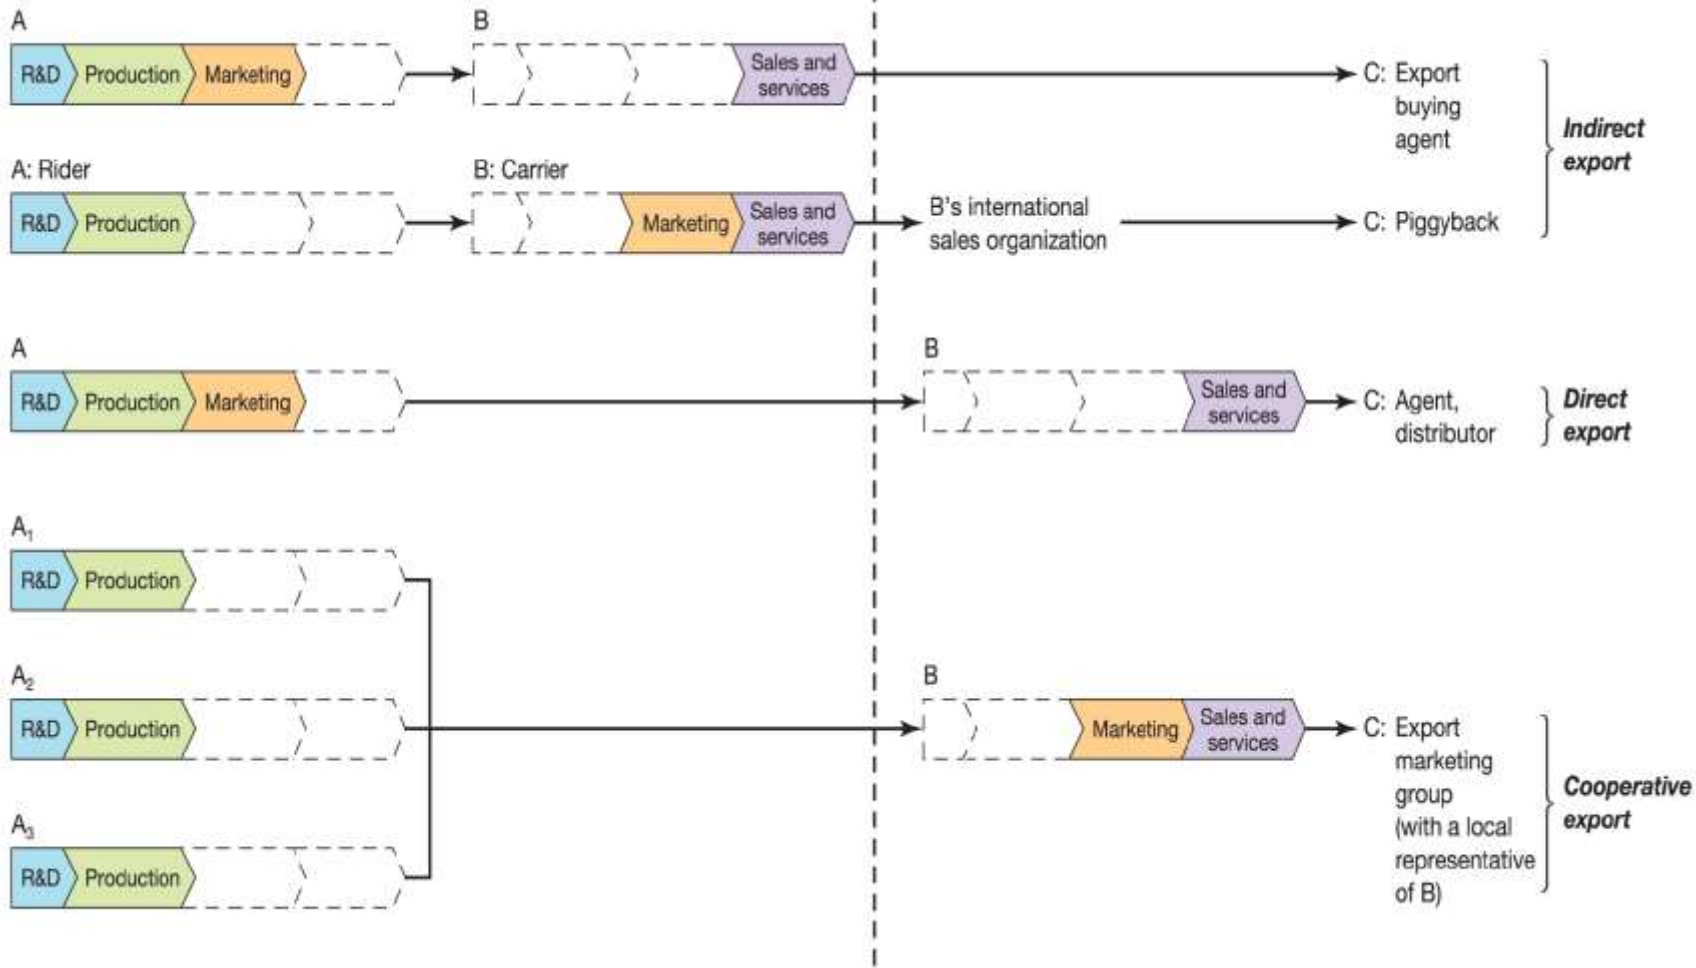 A
B
R&D
Production
Marketing
Sales and
services
C: Export
buying
agent
Indirect
export
A: Rider
B: Carrier
R&D
Production
Marketing
Sales and
services
B's international
sales organization
C: Piggyback
A
B
R&D
Production
Marketing
Sales and
services
C: Agent,
distributor
Direct
export
A₁
R&D
Production
A₂
B
R&D
Production
Marketing
Sales and
services
C: Export
marketing
group
(with a local
representative
of B)
Cooperative
export
A₃
R&D
Production